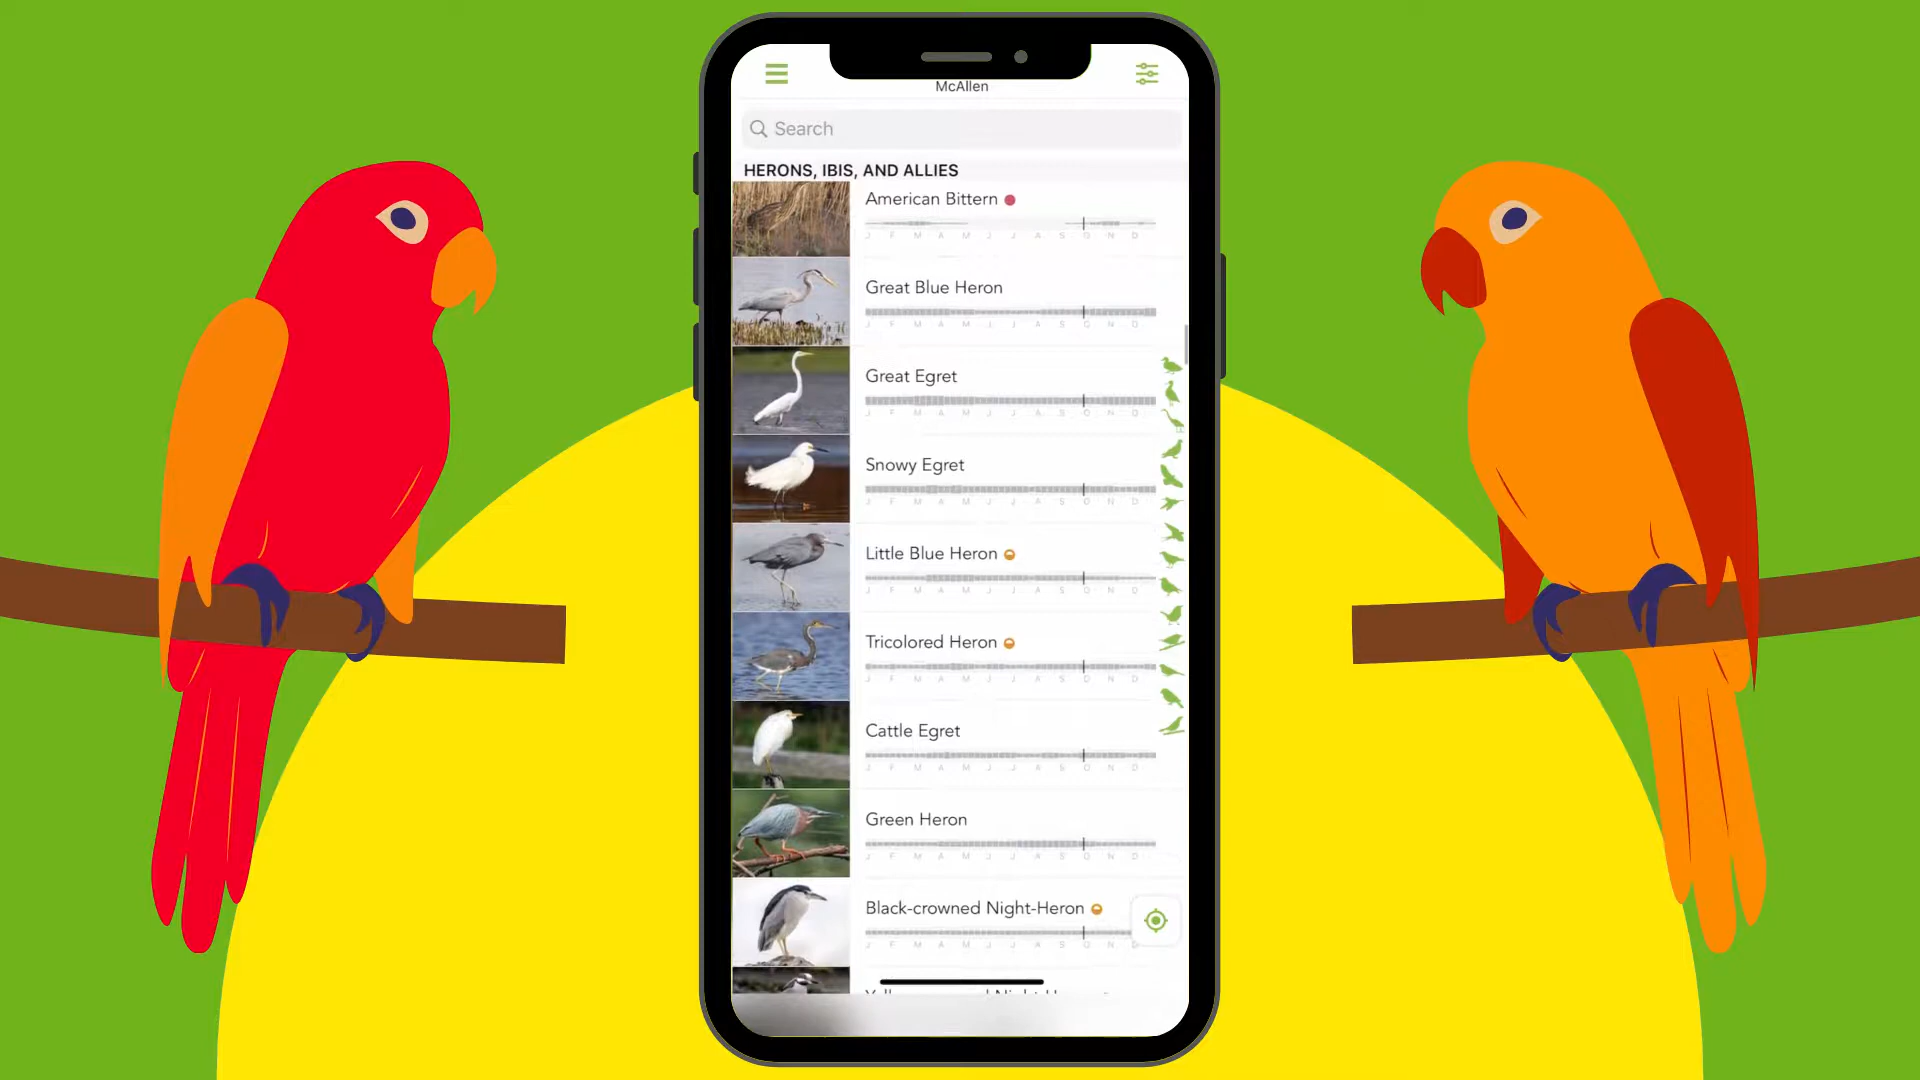 McAllen
Search
HERONS, IBIS, AND ALLIES
American Bittern
J F M A M J J A S O N D
Great Blue Heron
J F M A M J J A S O N D
Great Egret
J F M A M J J A S O N D
Snowy Egret
J F M A M J J A S O N D
Little Blue Heron
J F M A M J J A S O N D
Tricolored Heron
J F M A M J J A S O N D
Cattle Egret
J F M A M J J A S O N D
Green Heron
J F M A M J J A S O N D
Black-crowned Night-Heron
J F M A M J J A S O N D